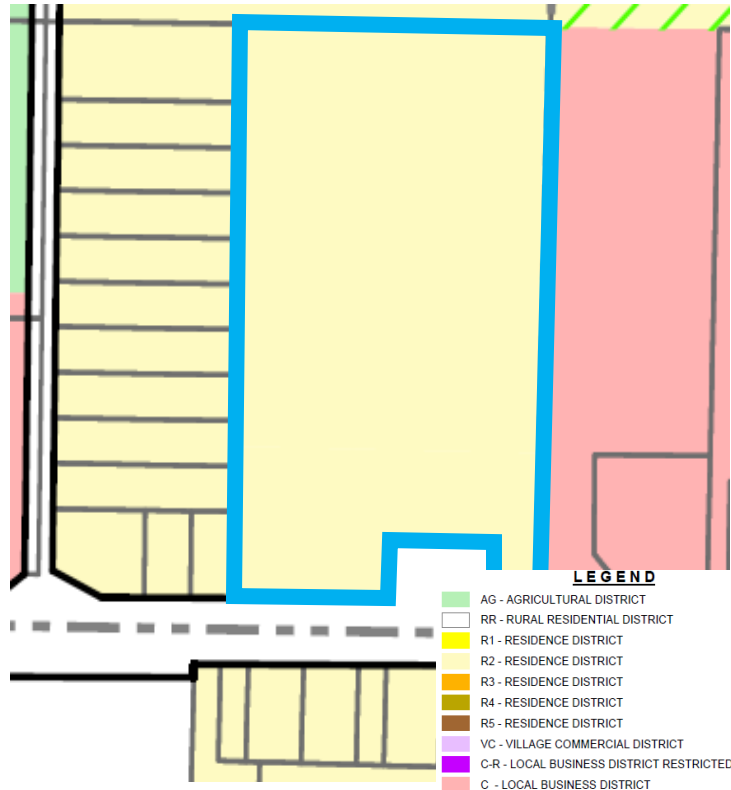 LEGEND
AG - AGRICULTURAL DISTRICT
RR - RURAL RESIDENTIAL DISTRICT
R1 - RESIDENCE DISTRICT
R2 - RESIDENCE DISTRICT
R3 - RESIDENCE DISTRICT
R4 - RESIDENCE DISTRICT
R5 - RESIDENCE DISTRICT
VC - VILLAGE COMMERCIAL DISTRICT
C-R - LOCAL BUSINESS DISTRICT RESTRICTED
C - LOCAL BUSINESS DISTRICT